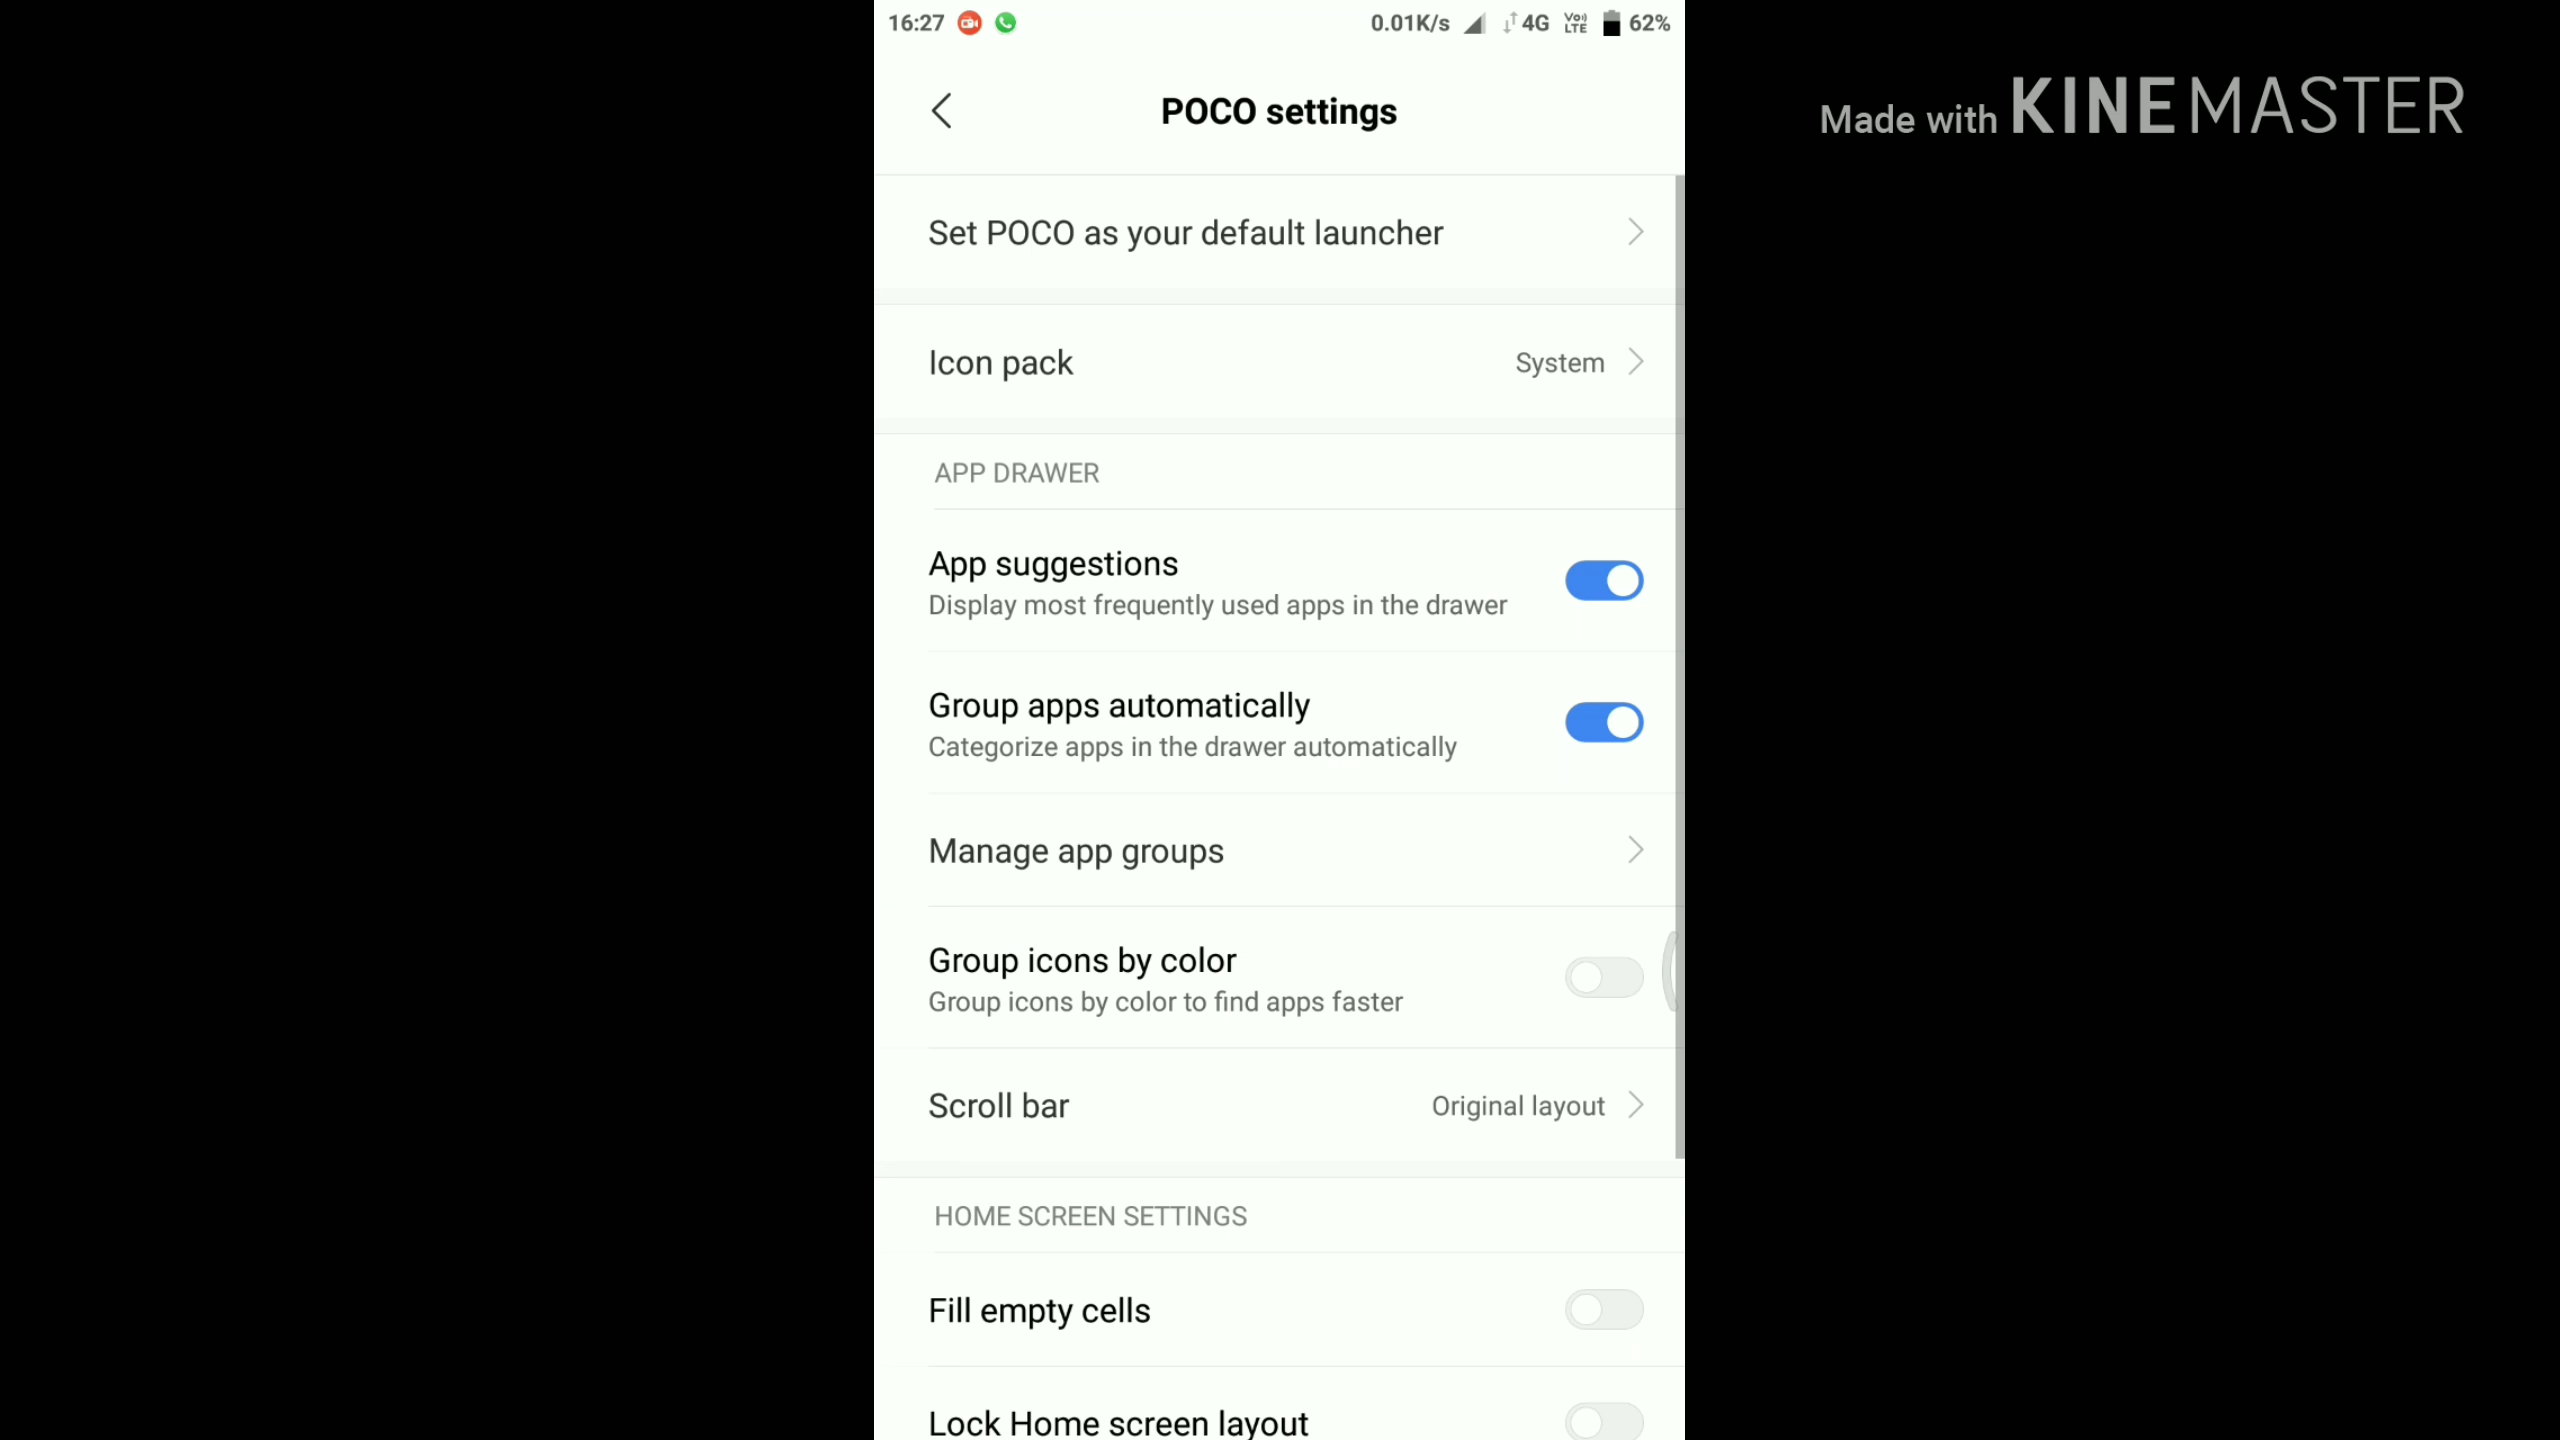 16:27 0.01K/s 4G Vo) LTE 62%
Made with KINEMASTER
POCO settings
Set POCO as your default launcher
Icon pack System
APP DRAWER
App suggestions
Display most frequently used apps in the drawer
Group apps automatically
Categorize apps in the drawer automatically
Manage app groups
Group icons by color
Group icons by color to find apps faster
Scroll bar Original layout
HOME SCREEN SETTINGS
Fill empty cells
Lock Home screen layout